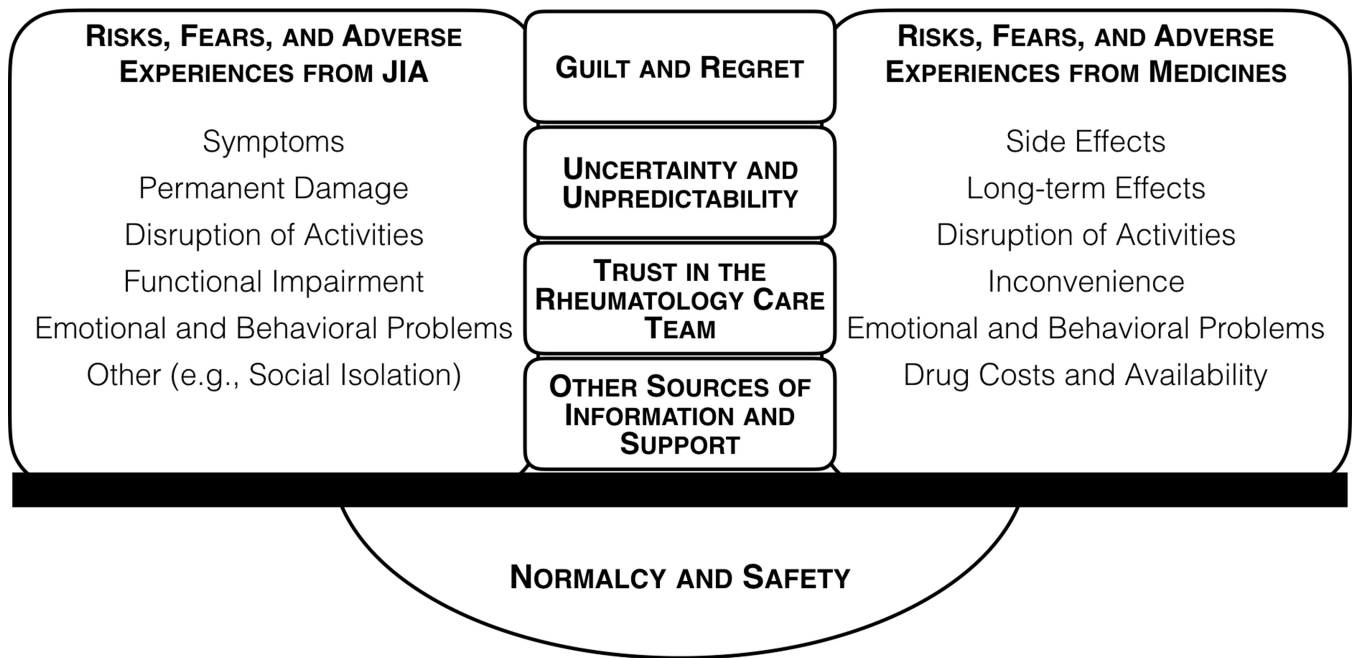 RISKS, FEARS, AND ADVERSE
EXPERIENCES FROM JIA
Symptoms
Permanent Damage
Disruption of Activities
Functional Impairment
Emotional and Behavioral Problems
Other (e.g., Social Isolation)
GUILT AND REGRET
UNCERTAINTY AND
UNPREDICTABILITY
TRUST IN THE
RHEUMATOLOGY CARE
TEAM
OTHER SOURCES OF
INFORMATION AND
SUPPORT
RISKS, FEARS, AND ADVERSE
EXPERIENCES FROM MEDICINES
Side Effects
Long-term Effects
Disruption of Activities
Inconvenience
Emotional and Behavioral Problems
Drug Costs and Availability
NORMALCY AND SAFETY